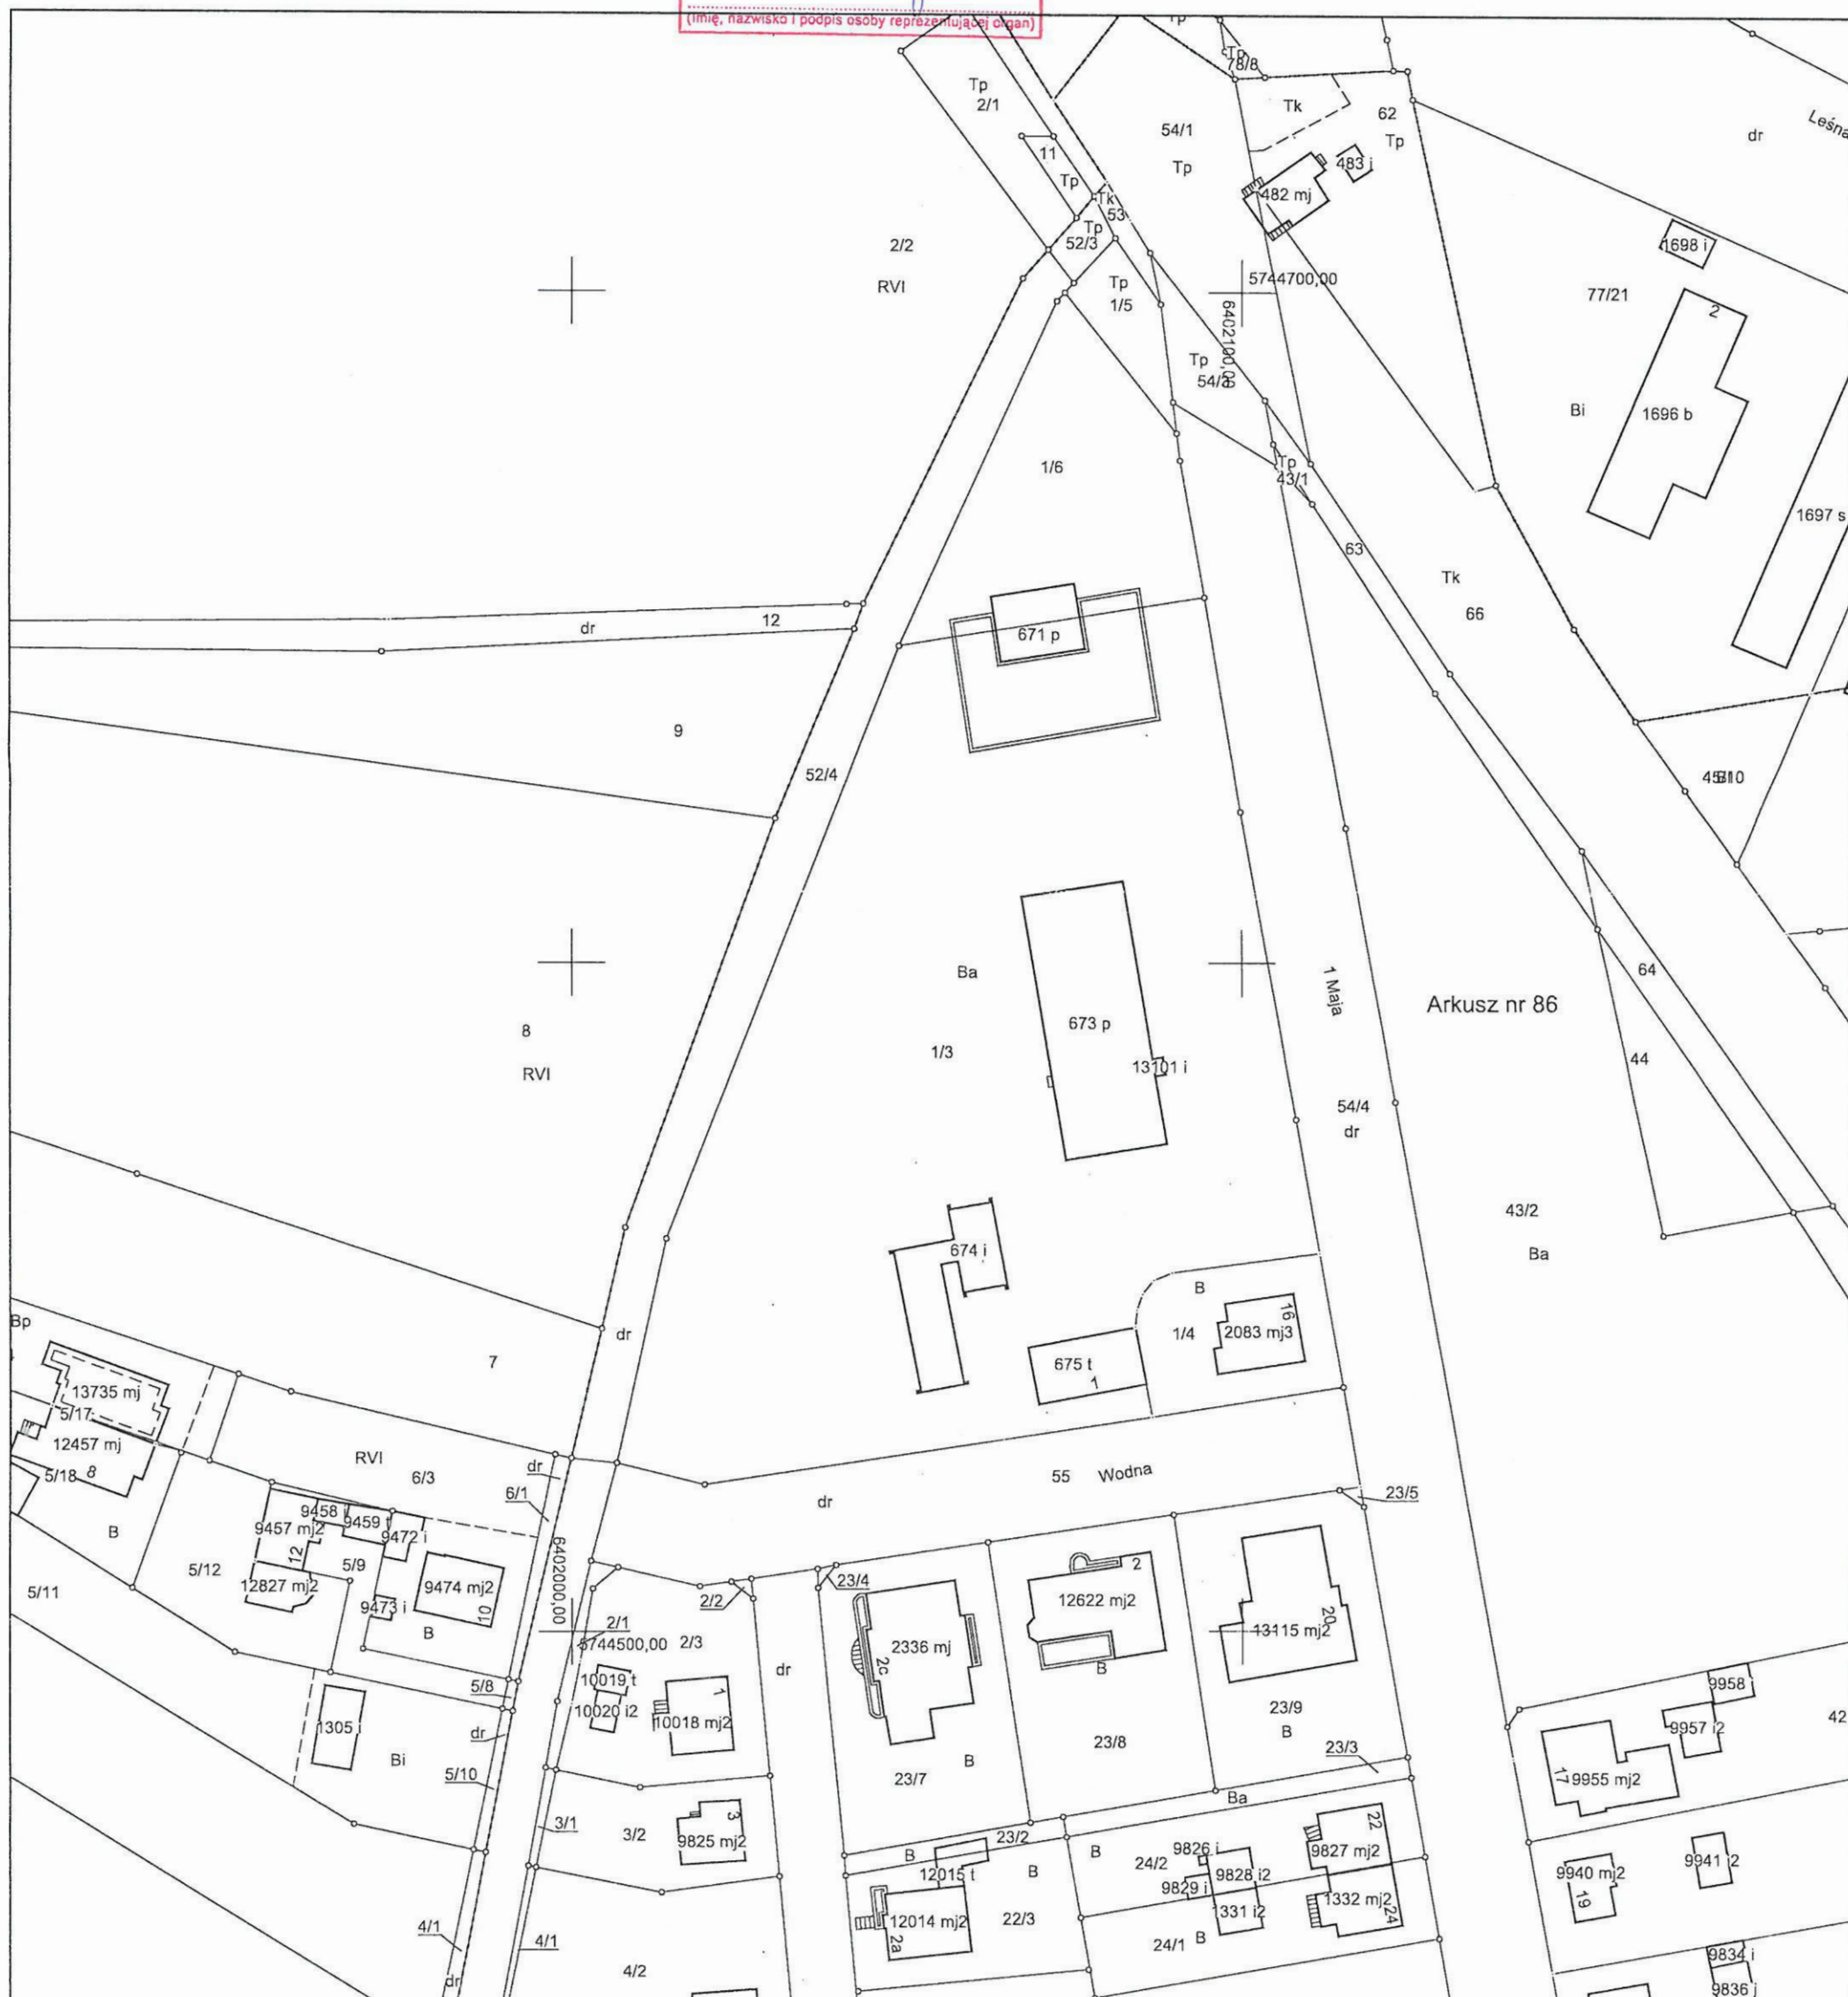 (imię, nazwisko i podpis osoby reprezentującej organ)
Tp
Tp
78/8
Tp
2/1
Tk
62
Tp
54/1
Tp
dr
Leśna
11
Tp
483 i
482 mj
Tk
53
Tp
52/3
2/2
RVI
1698 i
Tp
1/5
5744700,00
6402100,00
77/21
2
Tp
Bi
1696 b
1/6
Tp
43/1
1697 s
63
Tk
66
12
dr
671 p
9
52/4
Ba
1 Maja
64
Arkusz nr 86
8
RVI
673 p
1/3
13101 i
44
54/4
dr
43/2
Ba
674 i
B
16
Bp
dr
7
1/4
2083 mj3
675 t
1
13735 mj
5/17
12457 mj
8
5/18
RVI
6/3
dr
6/1
55
Wodna
dr
23/5
9458 i
9459 i
9457 mj2
9472 i
12
B
5/9
5/12
5/11
12827 mj2
9474 mj2
10
9473 i
B
6402000,00
23/4
2/2
2
12622 mj2
20
13115 mj2
2/1
5744500,00
2/3
dr
2336 mj
2c
B
10019 t
10020 i2
1
10018 mj2
5/8
1305 i
dr
Bi
5/10
23/9
B
23/8
23/3
9958 i
9957 i2
42
B
23/7
17
9955 mj2
Ba
3/1
3/2
3
9825 mj2
23/2
B
B
12015 t
B
24/2
9826 i
9828 i2
9829 i
22
9827 mj2
9940 mj2
19
9941 i2
1332 mj2
24
1331 i2
12014 mj2
2a
22/3
24/1
B
4/1
4/1
4/2
dr
9834 i
9836 i